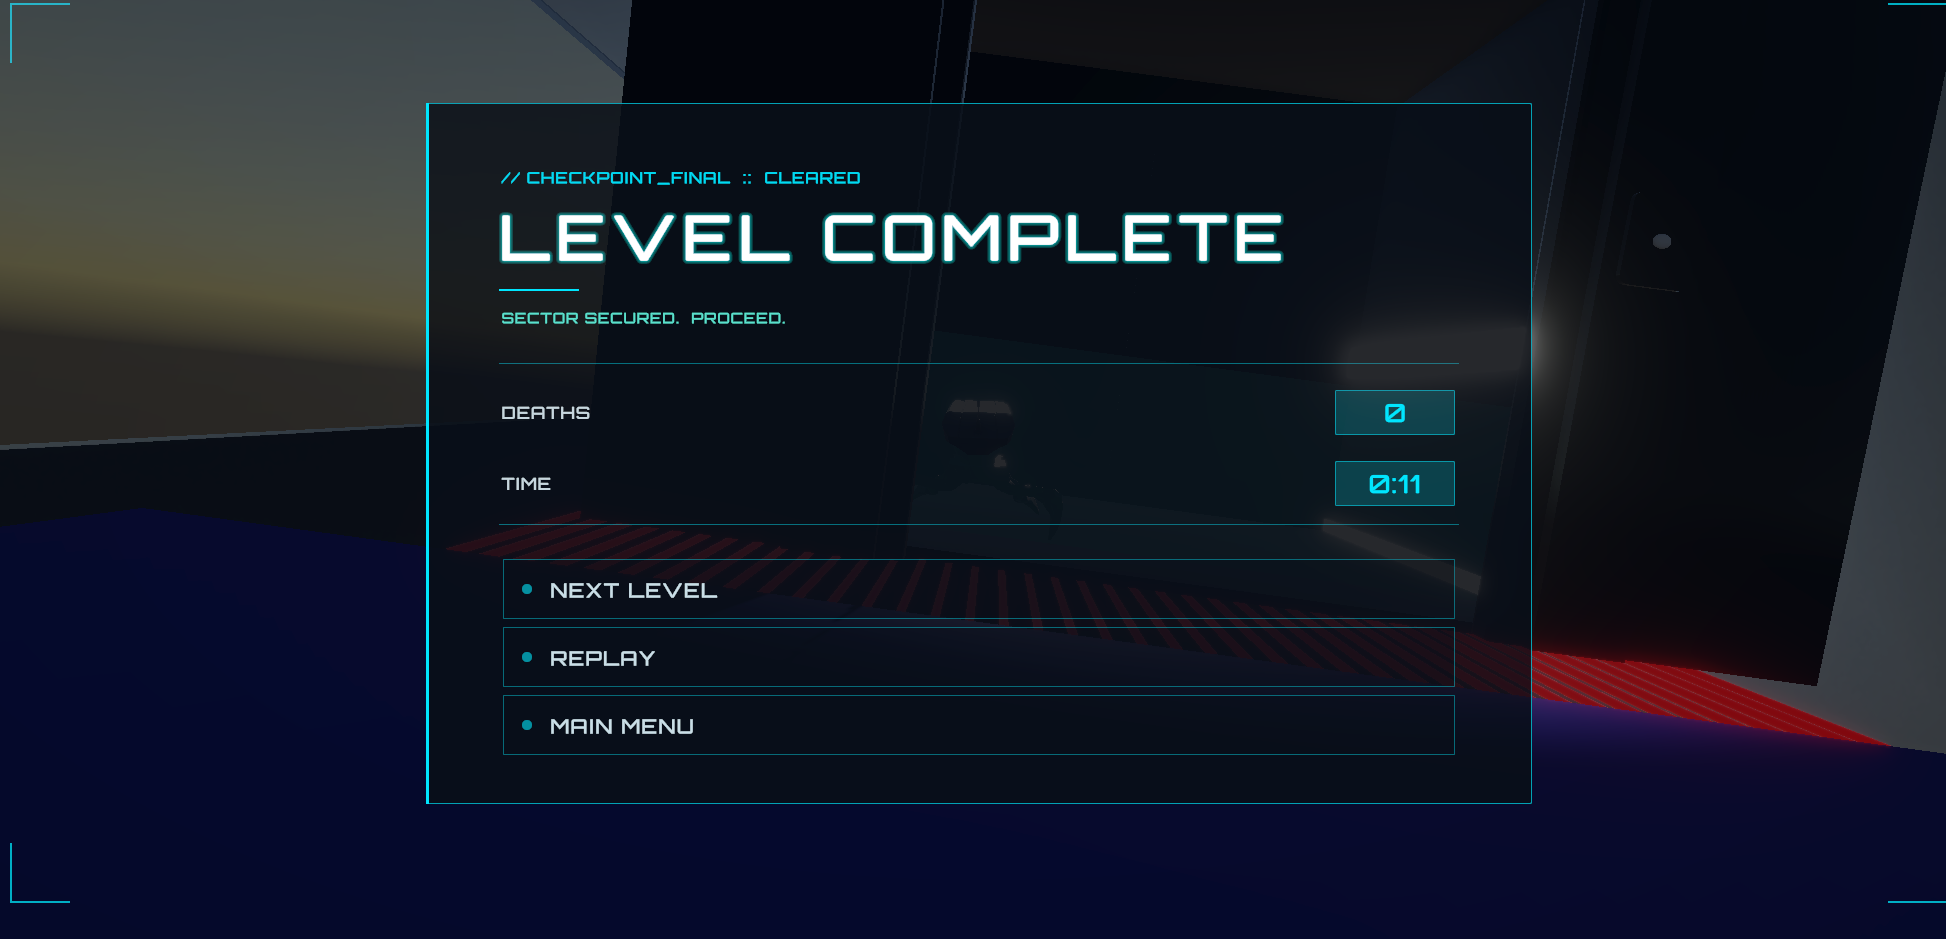 // CHECKPOINT_FINAL :: CLEARED
LEVEL COMPLETE
SECTOR SECURED. PROCEED.
DEATHS 0
TIME 0:11
NEXT LEVEL
REPLAY
MAIN MENU